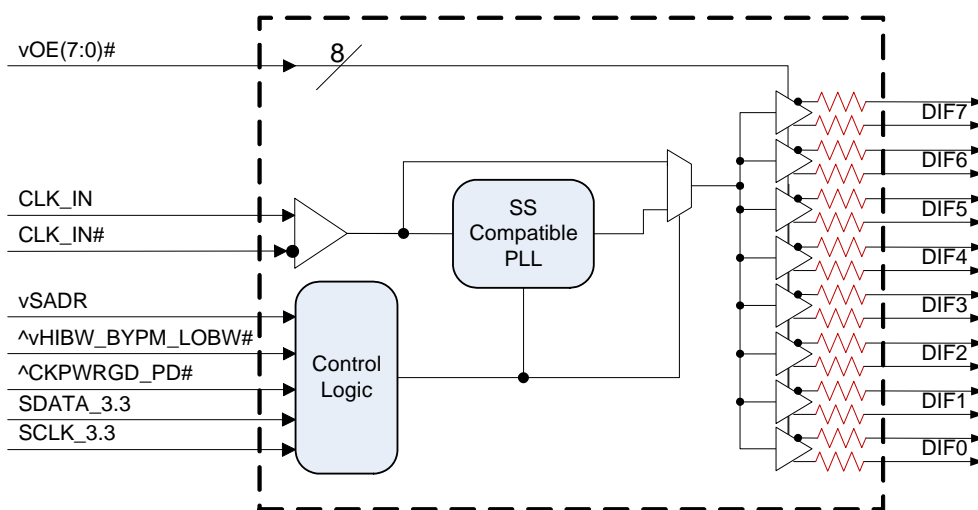 vOE(7:0)#
8
DIF7
DIF6
CLK_IN
SS
Compatible
PLL
DIF5
CLK_IN#
DIF4
vSADR
DIF3
^vHIBW_BYPM_LOBW#
Control
Logic
DIF2
^CKPWRGD_PD#
SDATA_3.3
DIF1
SCLK_3.3
DIF0